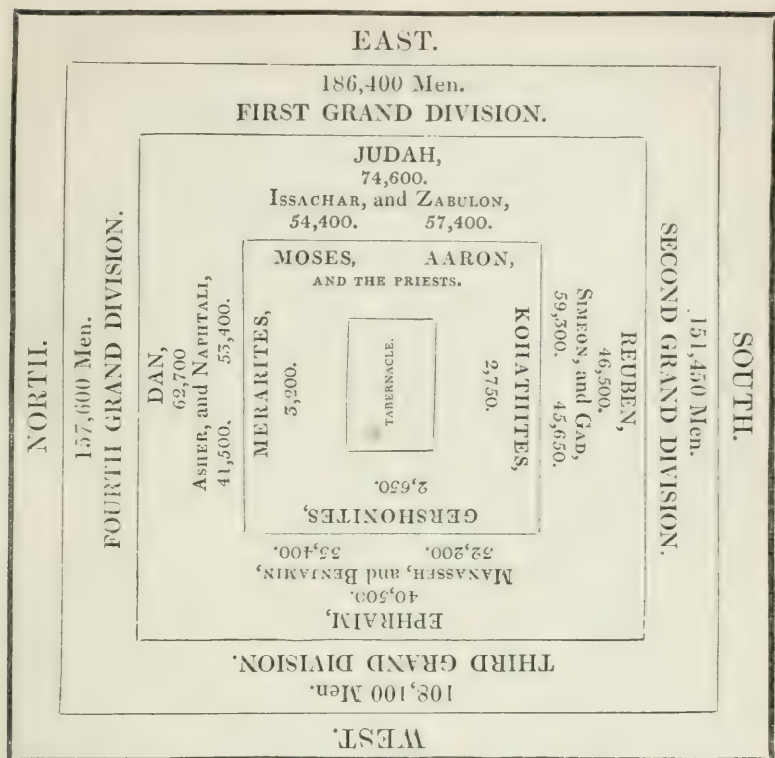 EAST.
186,400 Men.
FIRST GRAND DIVISION.
JUDAH,
74,600.
ISSACHAR, and ZABULON,
54,400. 57,400.
MOSES, AARON,
AND THE PRIESTS.
TABERNACLE.
SOUTH.
151,450 Men.
SECOND GRAND DIVISION.
REUBEN,
46,500.
SIMEON, and GAD,
59,300. 45,650.
KOHATHITES,
2,750.
WEST.
108,100 Men.
THIRD GRAND DIVISION.
EPHRAIM,
40,500.
MANASSEH, and BENJAMIN,
32,200. 35,400.
GERSHONITES,
2,650.
NORTH.
157,600 Men.
FOURTH GRAND DIVISION.
DAN,
62,700
ASHER, and NAPHTALI,
41,500. 53,400.
MERARITES,
3,200.